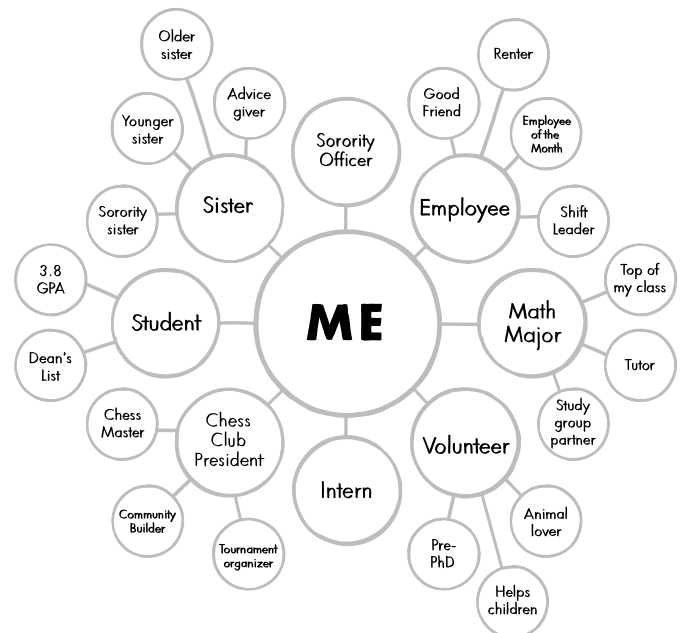 Older
sister
Renter
Advice
giver
Good
Friend
Younger
sister
Sorority
Officer
Employee
of the
Month
Sister
Employee
Sorority
sister
Shift
Leader
3.8
GPA
Top of
my class
Student
ME
Math
Major
Dean's
List
Tutor
Chess
Master
Chess
Club
President
Volunteer
Study
group
partner
Intern
Community
Builder
Animal
lover
Tournament
organizer
Pre-
PhD
Helps
children